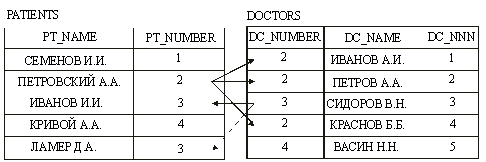 PATIENTS DOCTORS
PT_NAME PT_NUMBER DC_NUMBER DC_NAME DC_NNN
СЕМЕНОВ И.И. 1 2 ИВАНОВ А.И. 1
ПЕТРОВСКИЙ А.А. 2 2 ПЕТРОВ А.А. 2
ИВАНОВ И.И. 3 3 СИДОРОВ В.Н. 3
КРИВОЙ А.А. 4 2 КРАСНОВ Б.Б. 4
ЛАМЕР Д.А. 3 4 ВАСИН Н.Н. 5